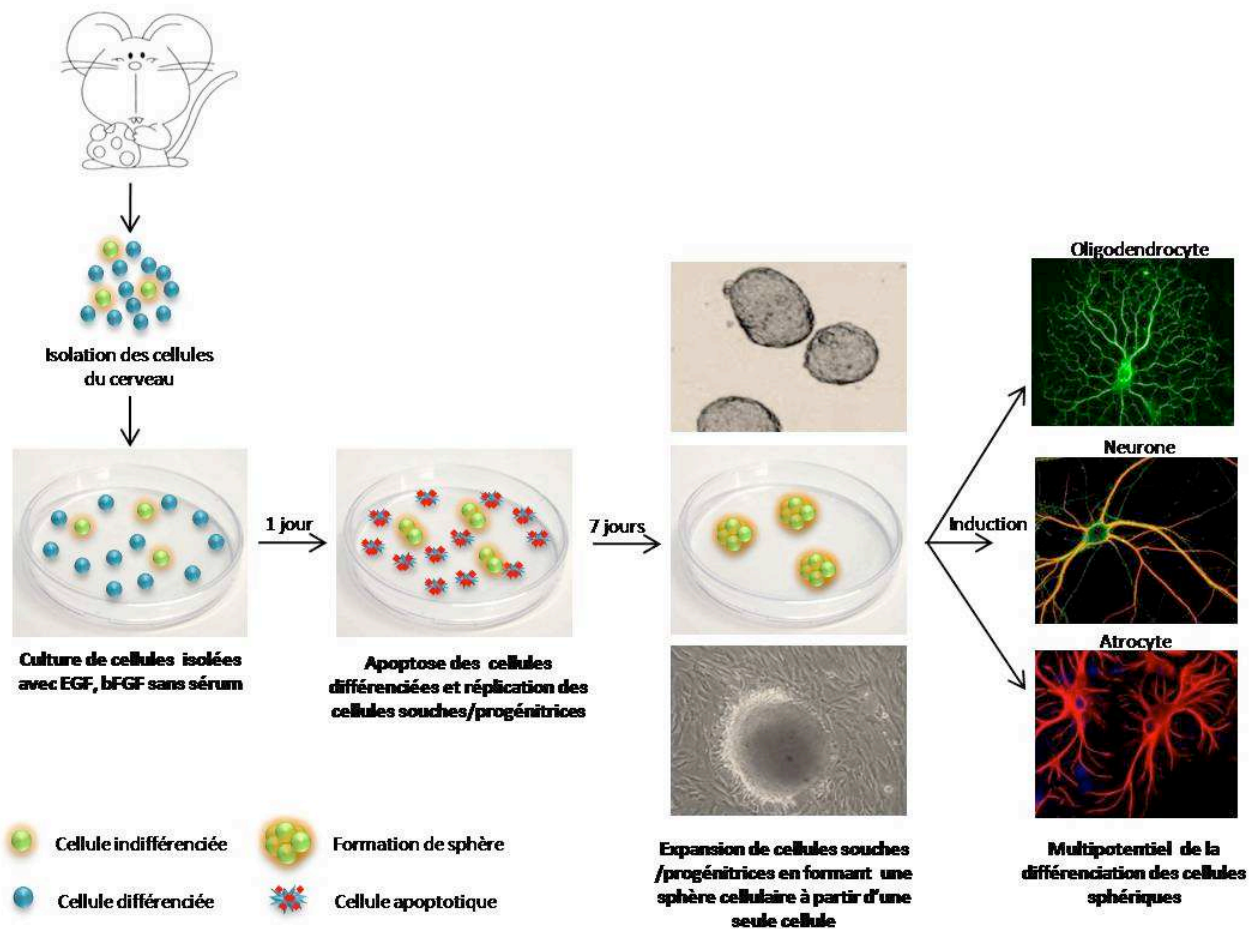 Isolation des cellules
du cerveau
Culture de cellules isolées
avec EGF, bFGF sans sérum
1 jour
Apoptose des cellules
différenciées et réplication des
cellules souches/progénitrices
7 jours
Expansion de cellules souches
/progénitrices en formant une
sphère cellulaire à partir d'une
seule cellule
Induction
Oligodendrocyte
Neurone
Atrocyte
Multipotentiel de la
différenciation des cellules
sphériques
Cellule indifférenciée
Formation de sphère
Cellule différenciée
Cellule apoptotique